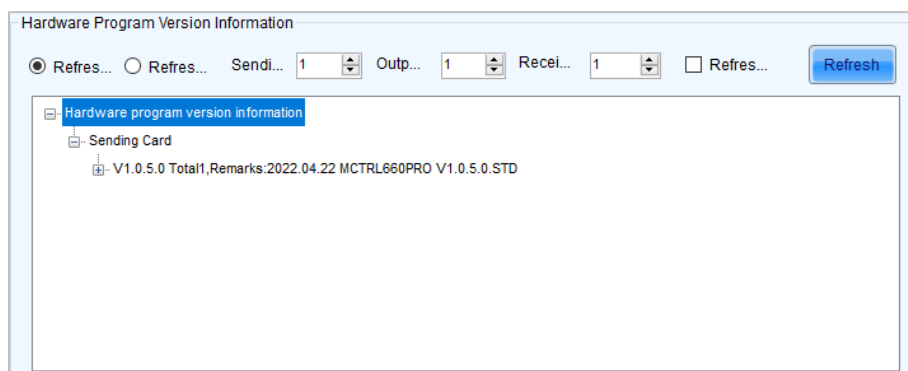 Hardware Program Version Information
Refres... Refres... Sendi... 1 Outp... 1 Recei... 1 Refres... Refresh
Hardware program version information
Sending Card
V1.0.5.0 Total1,Remarks:2022.04.22 MCTRL660PRO V1.0.5.0.STD